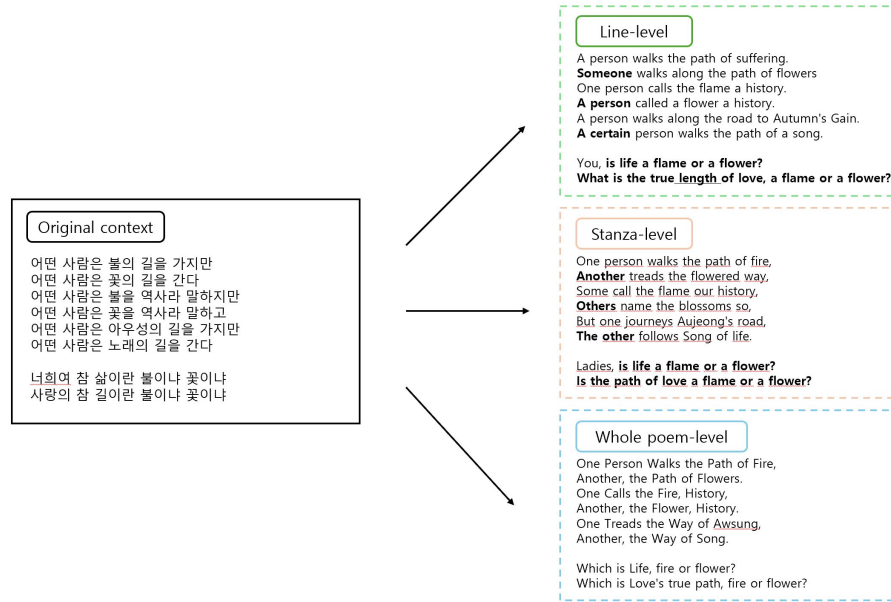 Original context
어떤 사람은 불의 길을 가지만
어떤 사람은 꽃의 길을 간다
어떤 사람은 불을 역사라 말하지만
어떤 사람은 꽃을 역사라 말하고
어떤 사람은 아우성의 길을 가지만
어떤 사람은 노래의 길을 간다
너희여 참 삶이란 불이냐 꽃이냐
사랑의 참 길이란 불이냐 꽃이냐
Line-level
A person walks the path of suffering.
Someone walks along the path of flowers
One person calls the flame a history.
A person called a flower a history.
A person walks along the road to Autumn's Gain.
A certain person walks the path of a song.
You, is life a flame or a flower?
What is the true length of love, a flame or a flower?
Stanza-level
One person walks the path of fire,
Another treads the flowered way,
Some call the flame our history,
Others name the blossoms so,
But one journeys Aujeong's road,
The other follows Song of life.
Ladies, is life a flame or a flower?
Is the path of love a flame or a flower?
Whole poem-level
One Person Walks the Path of Fire,
Another, the Path of Flowers.
One Calls the Fire, History,
Another, the Flower, History.
One Treads the Way of Awsung,
Another, the Way of Song.
Which is Life, fire or flower?
Which is Love's true path, fire or flower?